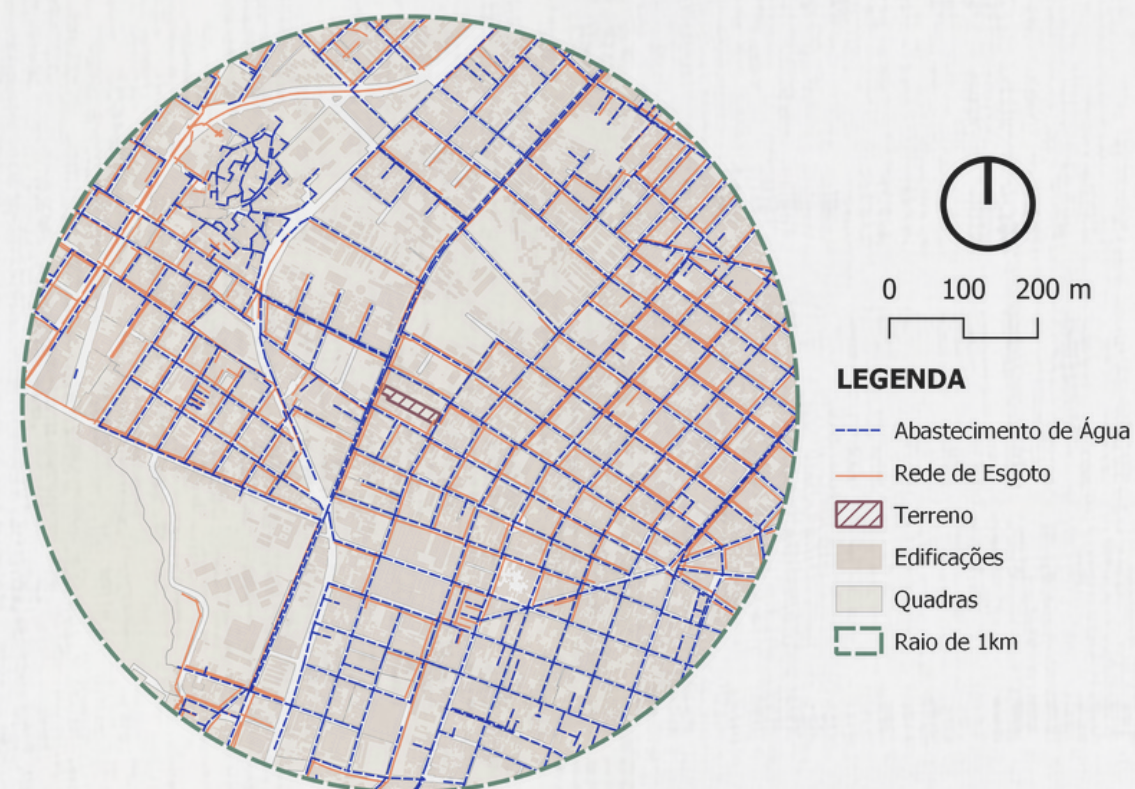 0 100 200 m
LEGENDA
Abastecimento de Água
Rede de Esgoto
Terreno
Edificações
Quadras
Raio de 1km